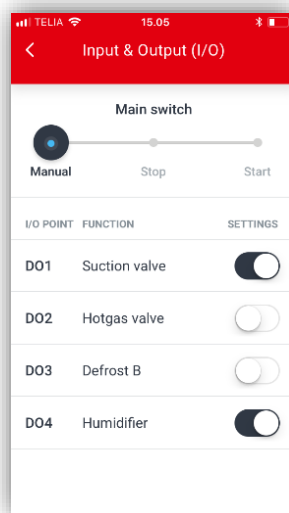 TELIA 15.05
Input & Output (I/O)
Main switch
Manual Stop Start
I/O POINT FUNCTION SETTINGS
DO1 Suction valve
DO2 Hotgas valve
DO3 Defrost B
DO4 Humidifier